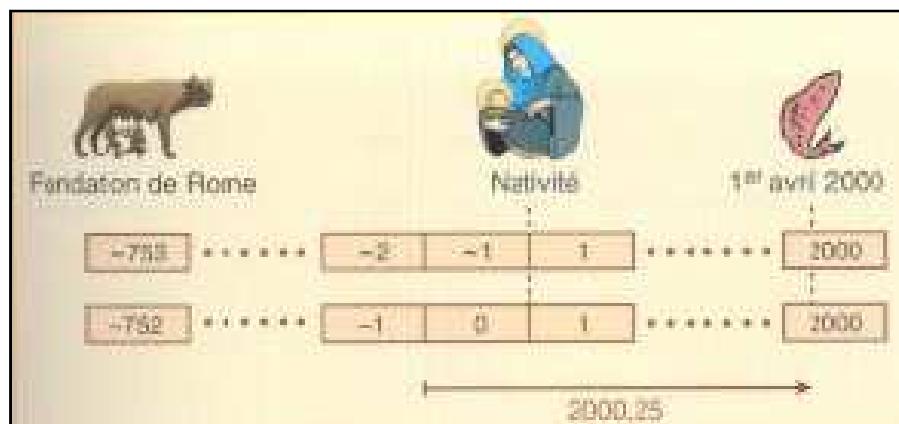 Fondation de Rome
Nativité
1er avril 2000
-753 -2 -1 1 2000
-752 -1 0 1 2000
2000,25